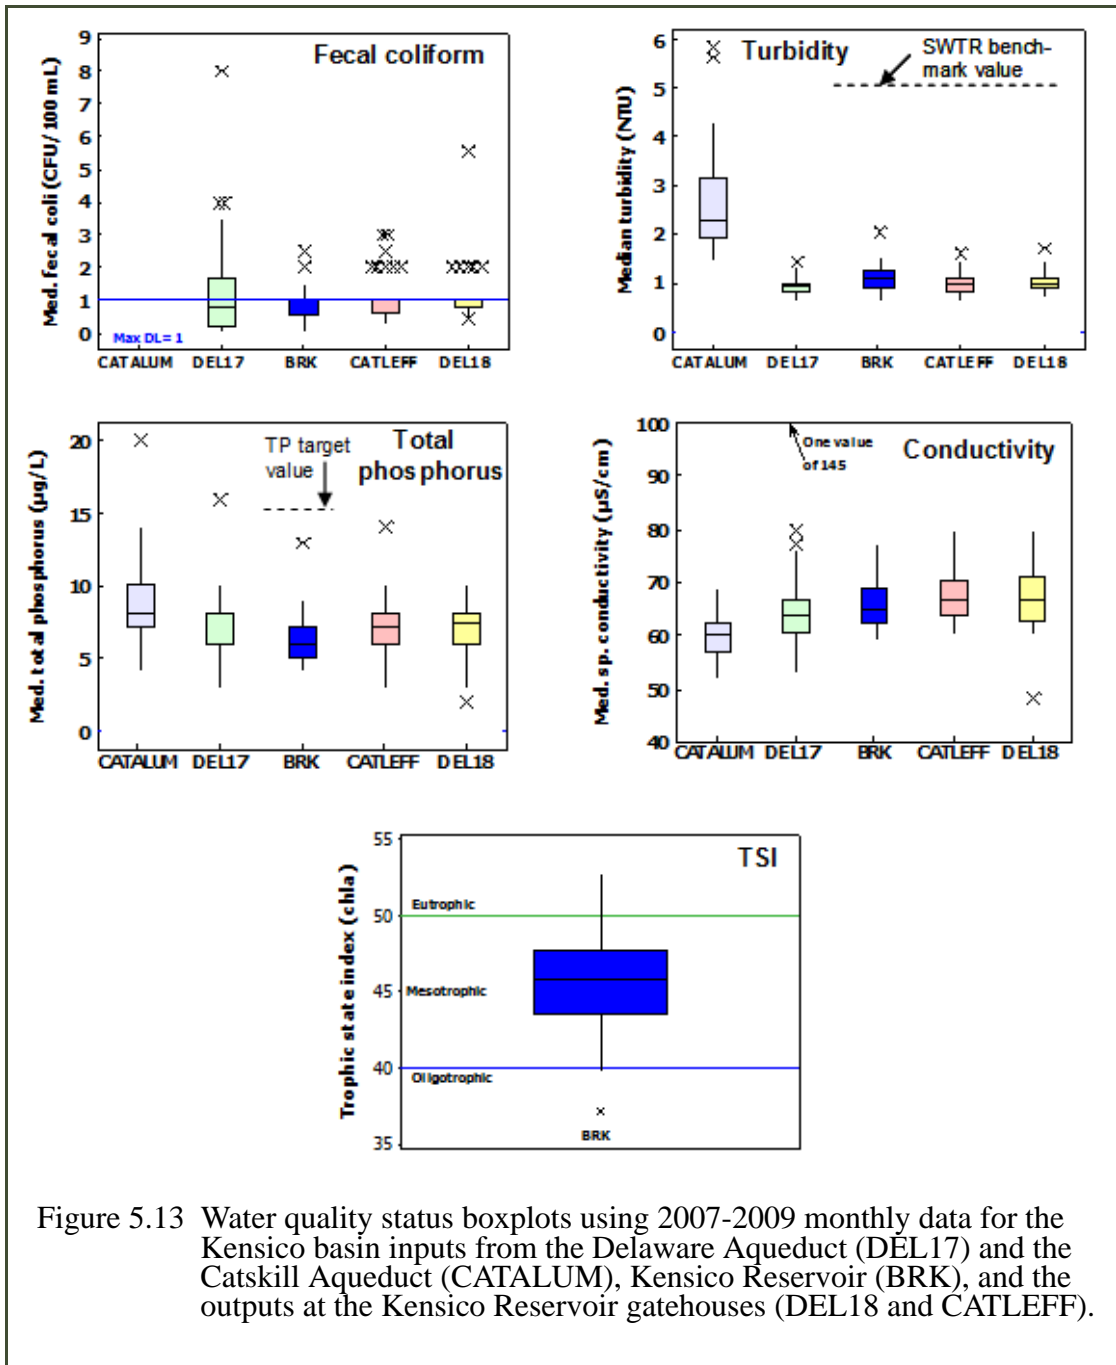 Fecal coliform
Med. fecal coli (CFU/100 mL)
9
8
7
6
5
4
3
2
1
0
Max DL= 1
CATALUM DEL17 BRK CATLEFF DEL18
Turbidity
SWTR bench-
mark value
Median turbidity (NTU)
6
5
4
3
2
1
0
CATALUM DEL17 BRK CATLEFF DEL18
Total
phosphorus
TP target
value
Med. total phosphorus (µg/L)
20
15
10
5
0
CATALUM DEL17 BRK CATLEFF DEL18
Conductivity
One value
of 145
Med. sp. conductivity (µS/cm)
100
90
80
70
60
50
40
CATALUM DEL17 BRK CATLEFF DEL18
TSI
Trophic state index (chla)
55
50
45
40
35
Eutrophic
Mesotrophic
Oligotrophic
BRK
Figure 5.13 Water quality status boxplots using 2007-2009 monthly data for the
Kensico basin inputs from the Delaware Aqueduct (DEL17) and the
Catskill Aqueduct (CATALUM), Kensico Reservoir (BRK), and the
outputs at the Kensico Reservoir gatehouses (DEL18 and CATLEFF).